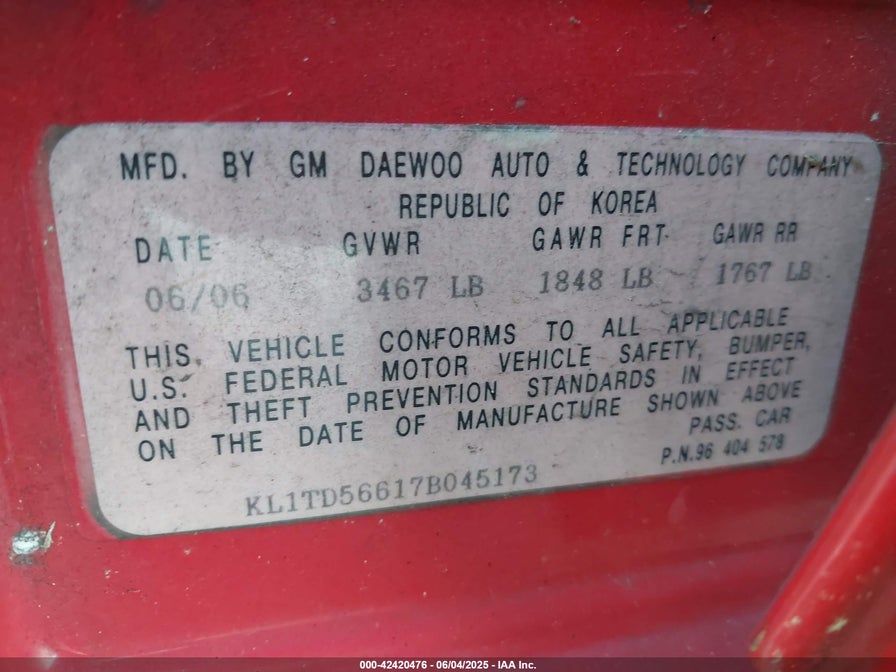 MFD. BY GM DAEWOO AUTO & TECHNOLOGY COMPANY
REPUBLIC OF KOREA
DATE GVWR GAWR FRT GAWR RR
06/06 3467 LB 1848 LB 1767 LB
THIS VEHICLE CONFORMS TO ALL APPLICABLE
U.S. FEDERAL MOTOR VEHICLE SAFETY, BUMPER,
AND THEFT PREVENTION STANDARDS IN EFFECT
ON THE DATE OF MANUFACTURE SHOWN ABOVE
PASS. CAR
P.N.96 404 578
KL1TD56617B045173
000-42420476 - 06/04/2025 - IAA Inc.